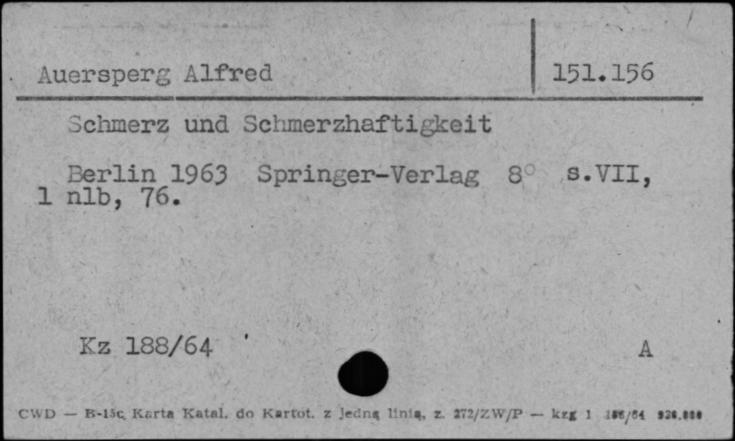 Auersperg Alfred 151.156
Schmerz und Schmerzhaftigkeit
Berlin 1963 Springer-Verlag 8° s.VII,
1 nlb, 76.
Kz 188/64 A
CWD — B-15c, Karta Katal. do Kartot. z jedną linią, z. 272/ZW/P — krg 1